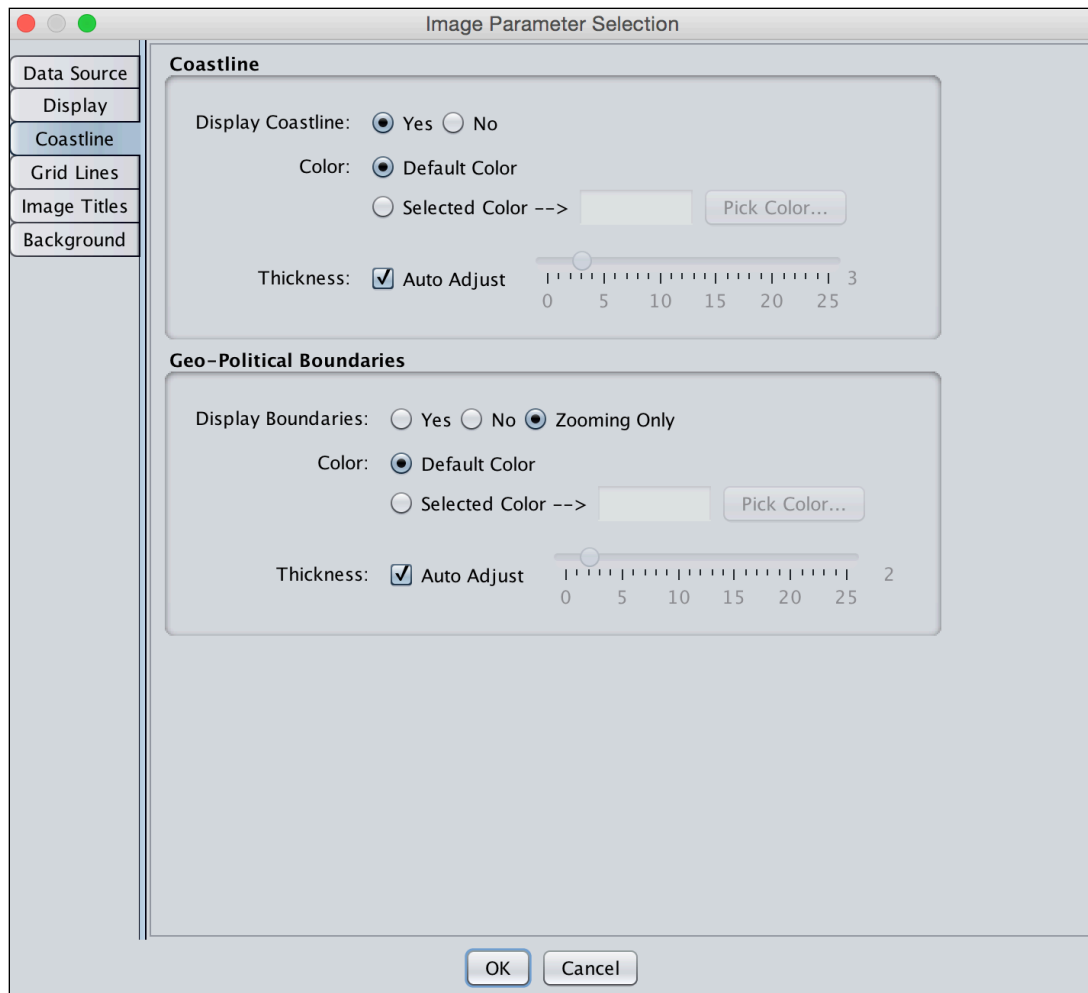 Image Parameter Selection
Data Source
Display
Coastline
Grid Lines
Image Titles
Background
Coastline
Display Coastline: Yes No
Color: Default Color
Selected Color --> Pick Color...
Thickness: Auto Adjust 3
0 5 10 15 20 25
Geo-Political Boundaries
Display Boundaries: Yes No Zooming Only
Color: Default Color
Selected Color --> Pick Color...
Thickness: Auto Adjust 2
0 5 10 15 20 25
OK Cancel